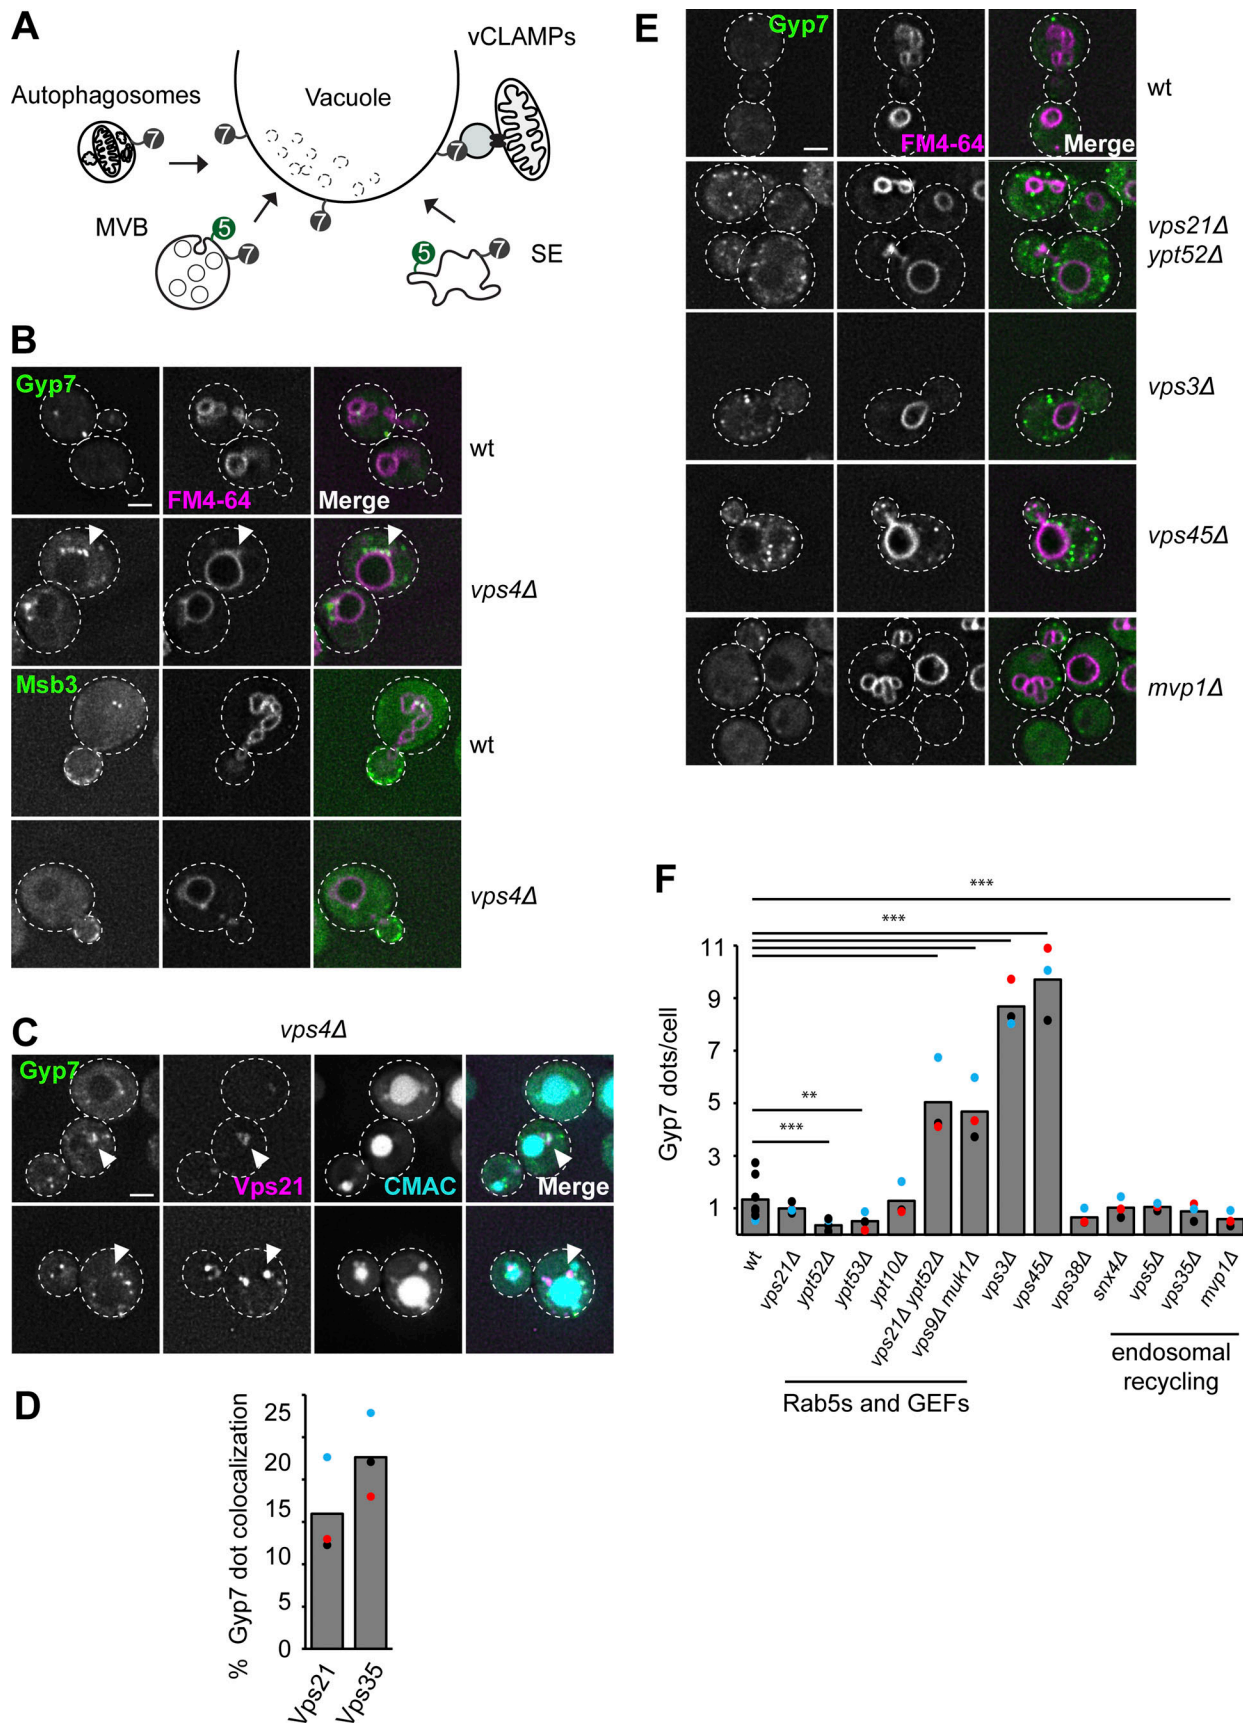 A
Autophagosomes
7
Vacuole
vCLAMPs
7
7
7
MVB
5
7
5
7
SE
B
Gyp7
FM4-64
Merge
wt
vps4Δ
Msb3
wt
vps4Δ
C
vps4Δ
Gyp7
Vps21
CMAC
Merge
D
% Gyp7 dot colocalization
25
20
15
10
5
0
Vps21
Vps35
E
Gyp7
FM4-64
Merge
wt
vps21Δ
ypt52Δ
vps3Δ
vps45Δ
mvp1Δ
F
Gyp7 dots/cell
11
9
7
5
3
1
***
***
**
***
wt
vps21Δ
ypt52Δ
ypt53Δ
ypt10Δ
vps21Δ ypt52Δ
vps9Δ muk1Δ
vps3Δ
vps45Δ
vps38Δ
snx4Δ
vps5Δ
vps35Δ
mvp1Δ
Rab5s and GEFs
endosomal
recycling